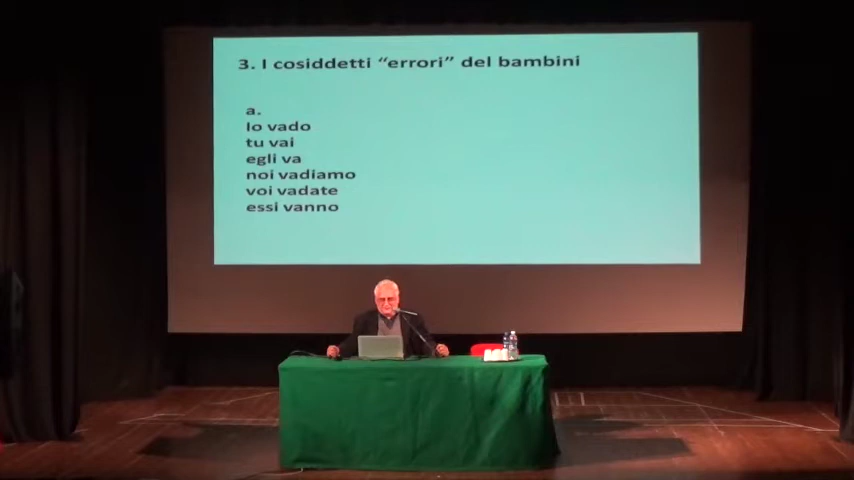 3. I cosiddetti “errori” del bambini
a.
Io vado
tu vai
egli va
noi vadiamo
voi vadate
essi vanno